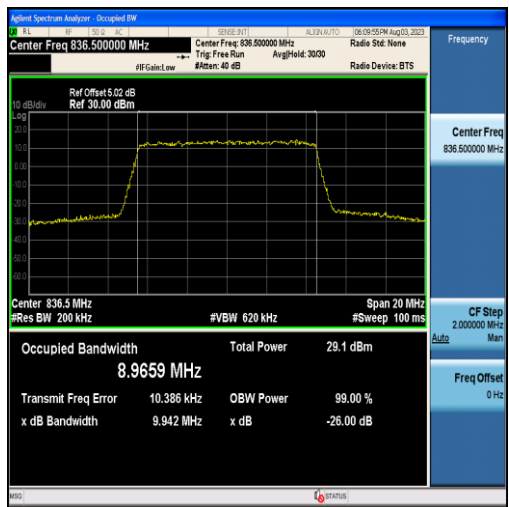 Agilent Spectrum Analyzer - Occupied BW
RL RF 50 Ω AC SENSE:INT ALIGN AUTO 06:09:55 PM Aug 03, 2023
Center Freq 836.500000 MHz
Center Freq: 836.500000 MHz
Radio Std: None
Trig: Free Run Avg|Hold: 30/30
#IFGain:Low
#Atten: 40 dB
Radio Device: BTS
Ref Offset 5.02 dB
10 dB/div Ref 30.00 dBm
Log
20.0
10.0
0.00
-10.0
-20.0
-30.0
-40.0
-50.0
-60.0
Center 836.5 MHz
Span 20 MHz
#Res BW 200 kHz
#VBW 620 kHz
#Sweep 100 ms
Occupied Bandwidth
Total Power 29.1 dBm
8.9659 MHz
Transmit Freq Error 10.386 kHz
OBW Power 99.00 %
x dB Bandwidth 9.942 MHz
x dB -26.00 dB
MSG
STATUS
Frequency
Center Freq
836.500000 MHz
CF Step
2.000000 MHz
Auto Man
Freq Offset
0 Hz